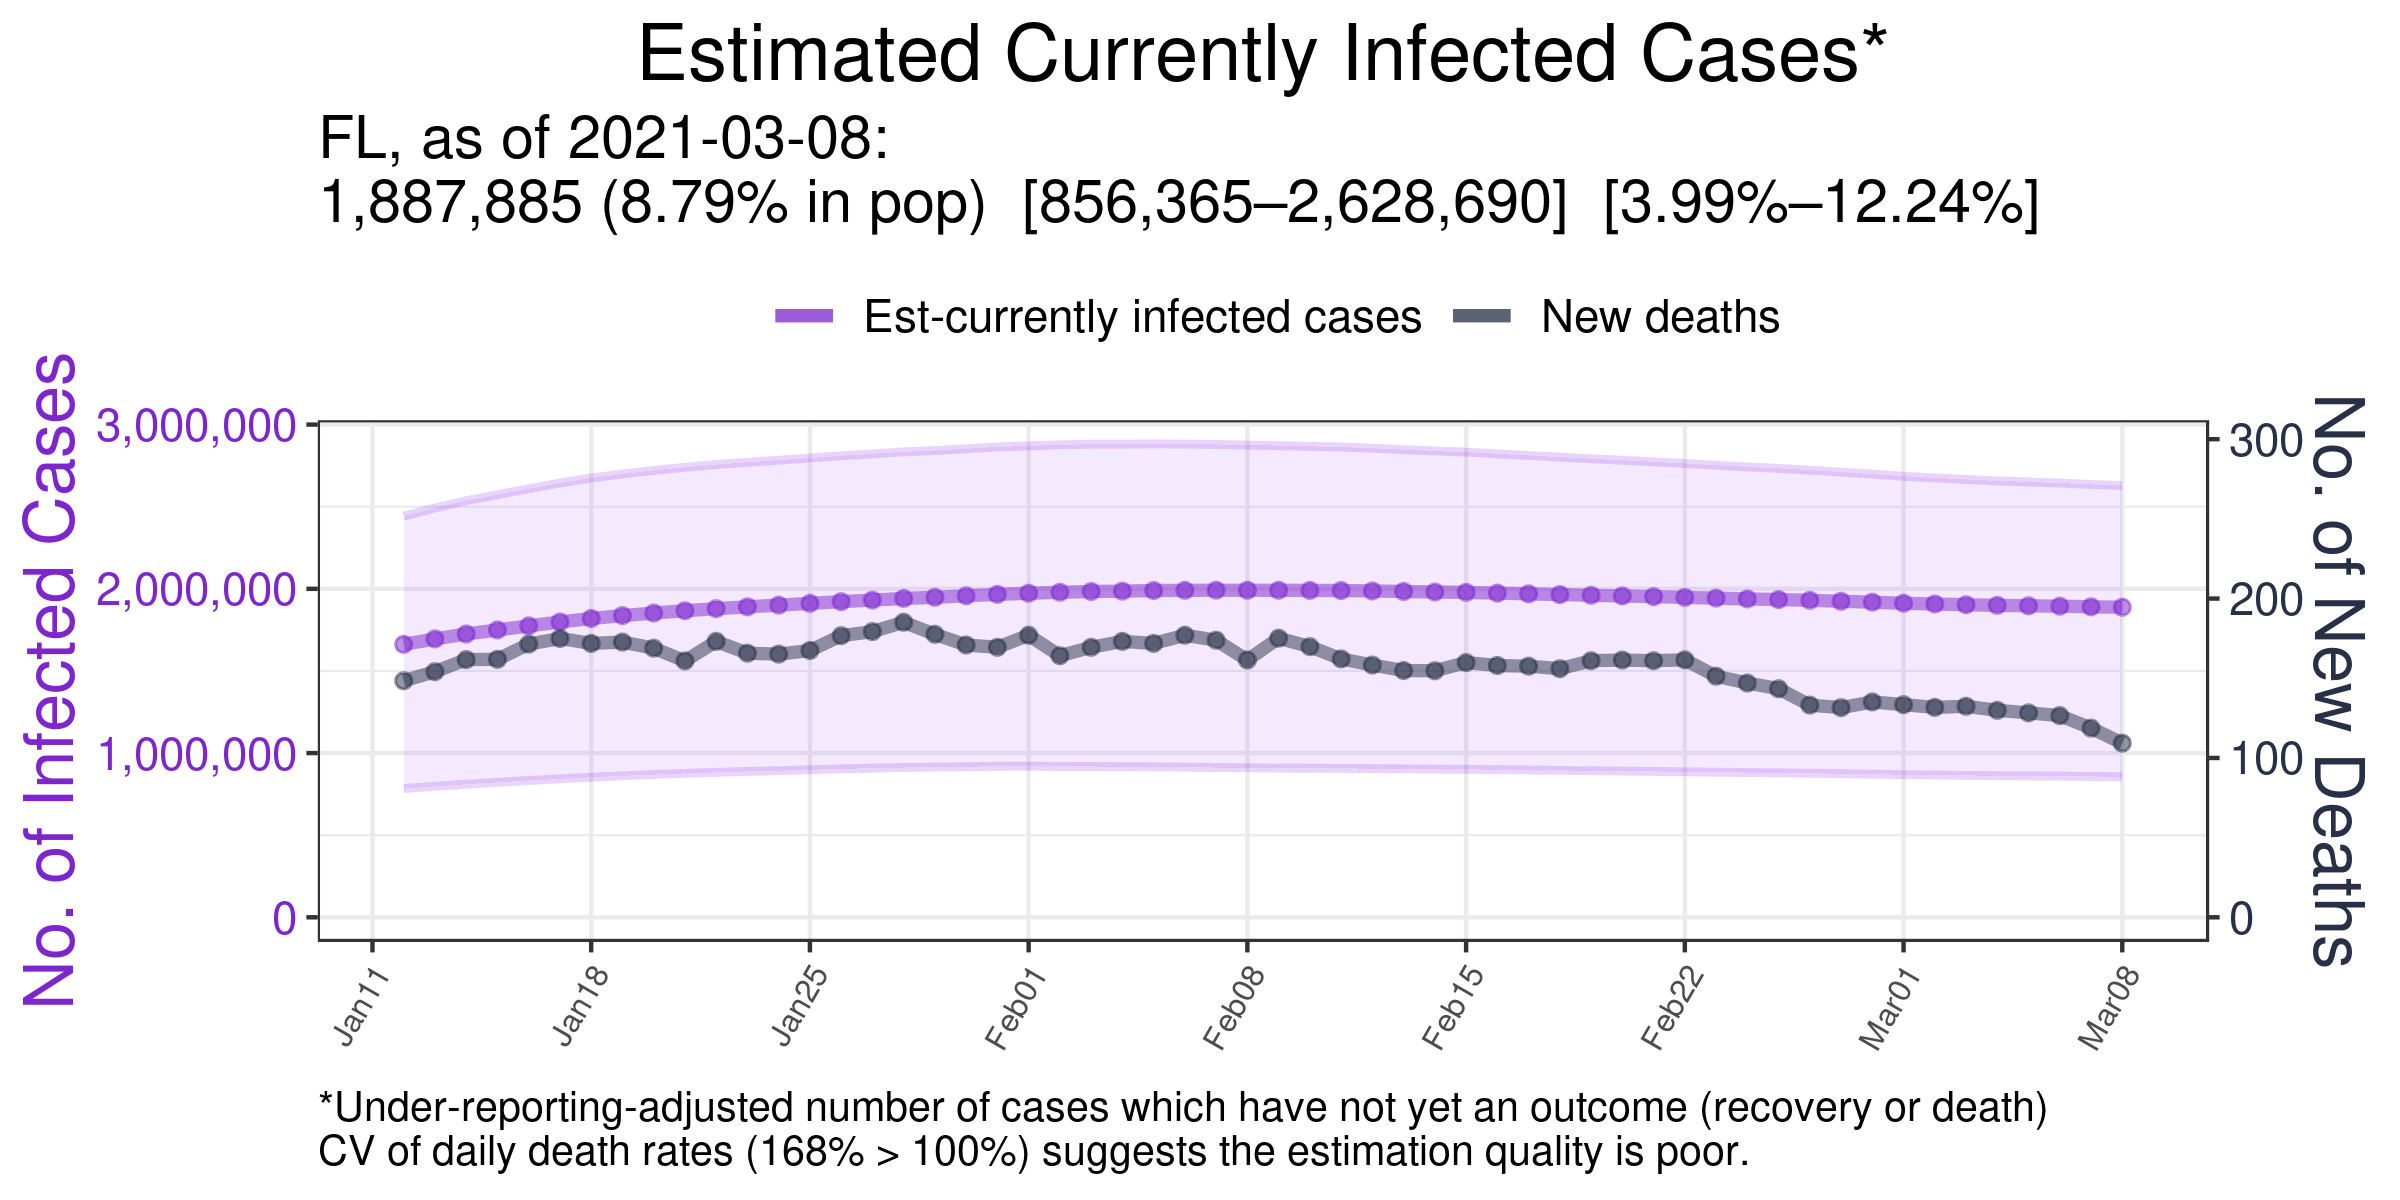 Estimated Currently Infected Cases*
FL, as of 2021-03-08:
1,887,885 (8.79% in pop)  [856,365–2,628,690]  [3.99%–12.24%]
Est-currently infected cases
New deaths
No. of Infected Cases
3,000,000
2,000,000
1,000,000
0
300
200
100
0
No. of New Deaths
Jan11
Jan18
Jan25
Feb01
Feb08
Feb15
Feb22
Mar01
Mar08
*Under-reporting-adjusted number of cases which have not yet an outcome (recovery or death)
CV of daily death rates (168% > 100%) suggests the estimation quality is poor.